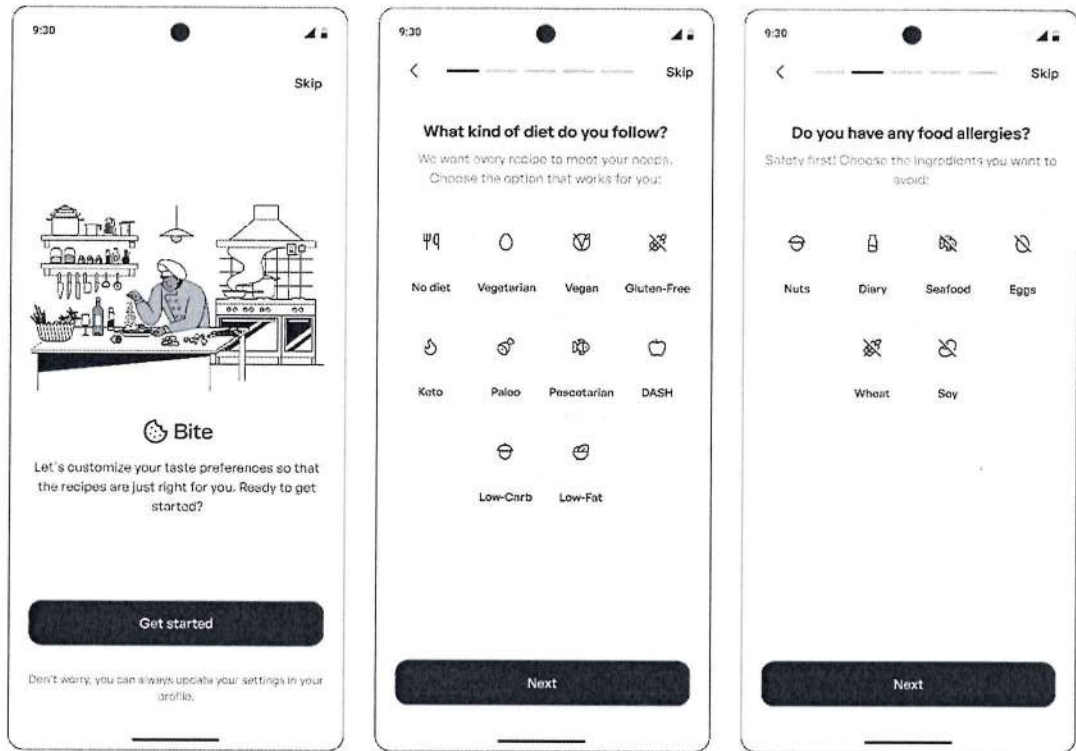 9:30
Skip
Bite
Let's customize your taste preferences so that
the recipes are just right for you. Ready to get
started?
Get started
Don't worry, you can always update your settings in your
profile.
9:30
Skip
What kind of diet do you follow?
We want every recipe to meet your needs.
Choose the option that works for you:
No diet Vegetarian Vegan Gluten-Free
Keto Paleo Pescetarian DASH
Low-Carb Low-Fat
Next
9:30
Skip
Do you have any food allergies?
Safety first! Choose the ingredients you want to
avoid:
Nuts Diary Seafood Eggs
Wheat Soy
Next